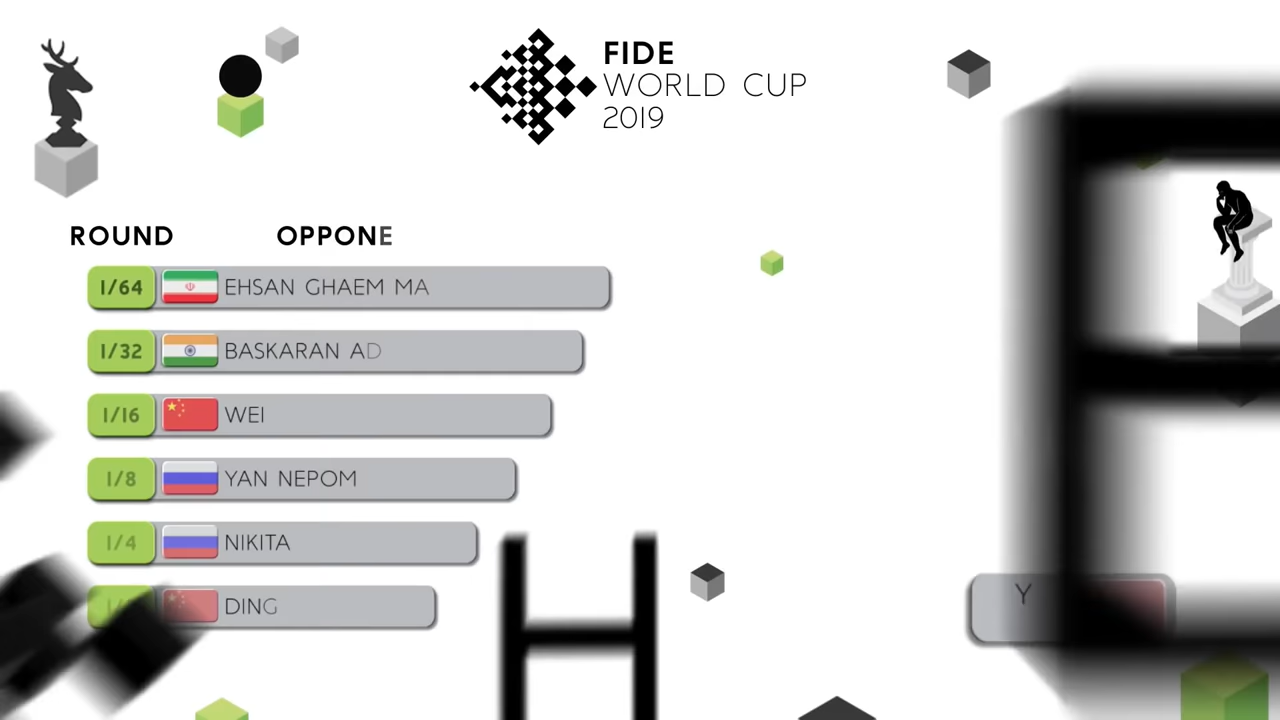 FIDE
WORLD CUP
2019
ROUND OPPONE
1/64 EHSAN GHAEM MA
1/32 BASKARAN AD
1/16 WEI
1/8 YAN NEPOM
1/4 NIKITA
DING
H
E
Y